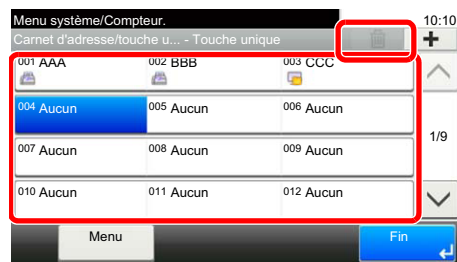 Menu système/Compteur. 10:10
Carnet d'adresse/touche u... - Touche unique
001 AAA 002 BBB 003 CCC
004 Aucun 005 Aucun 006 Aucun
1/9
007 Aucun 008 Aucun 009 Aucun
010 Aucun 011 Aucun 012 Aucun
Menu Fin